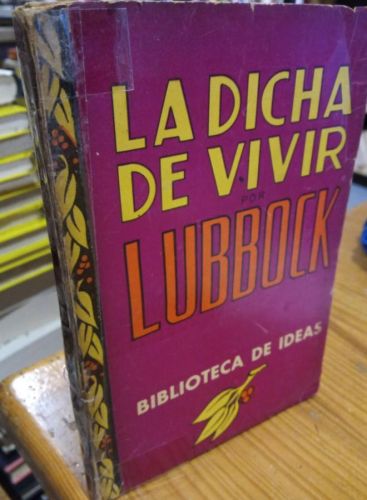 LA DICHA
DE VIVIR
POR
LUBBOCK
BIBLIOTECA DE IDEAS